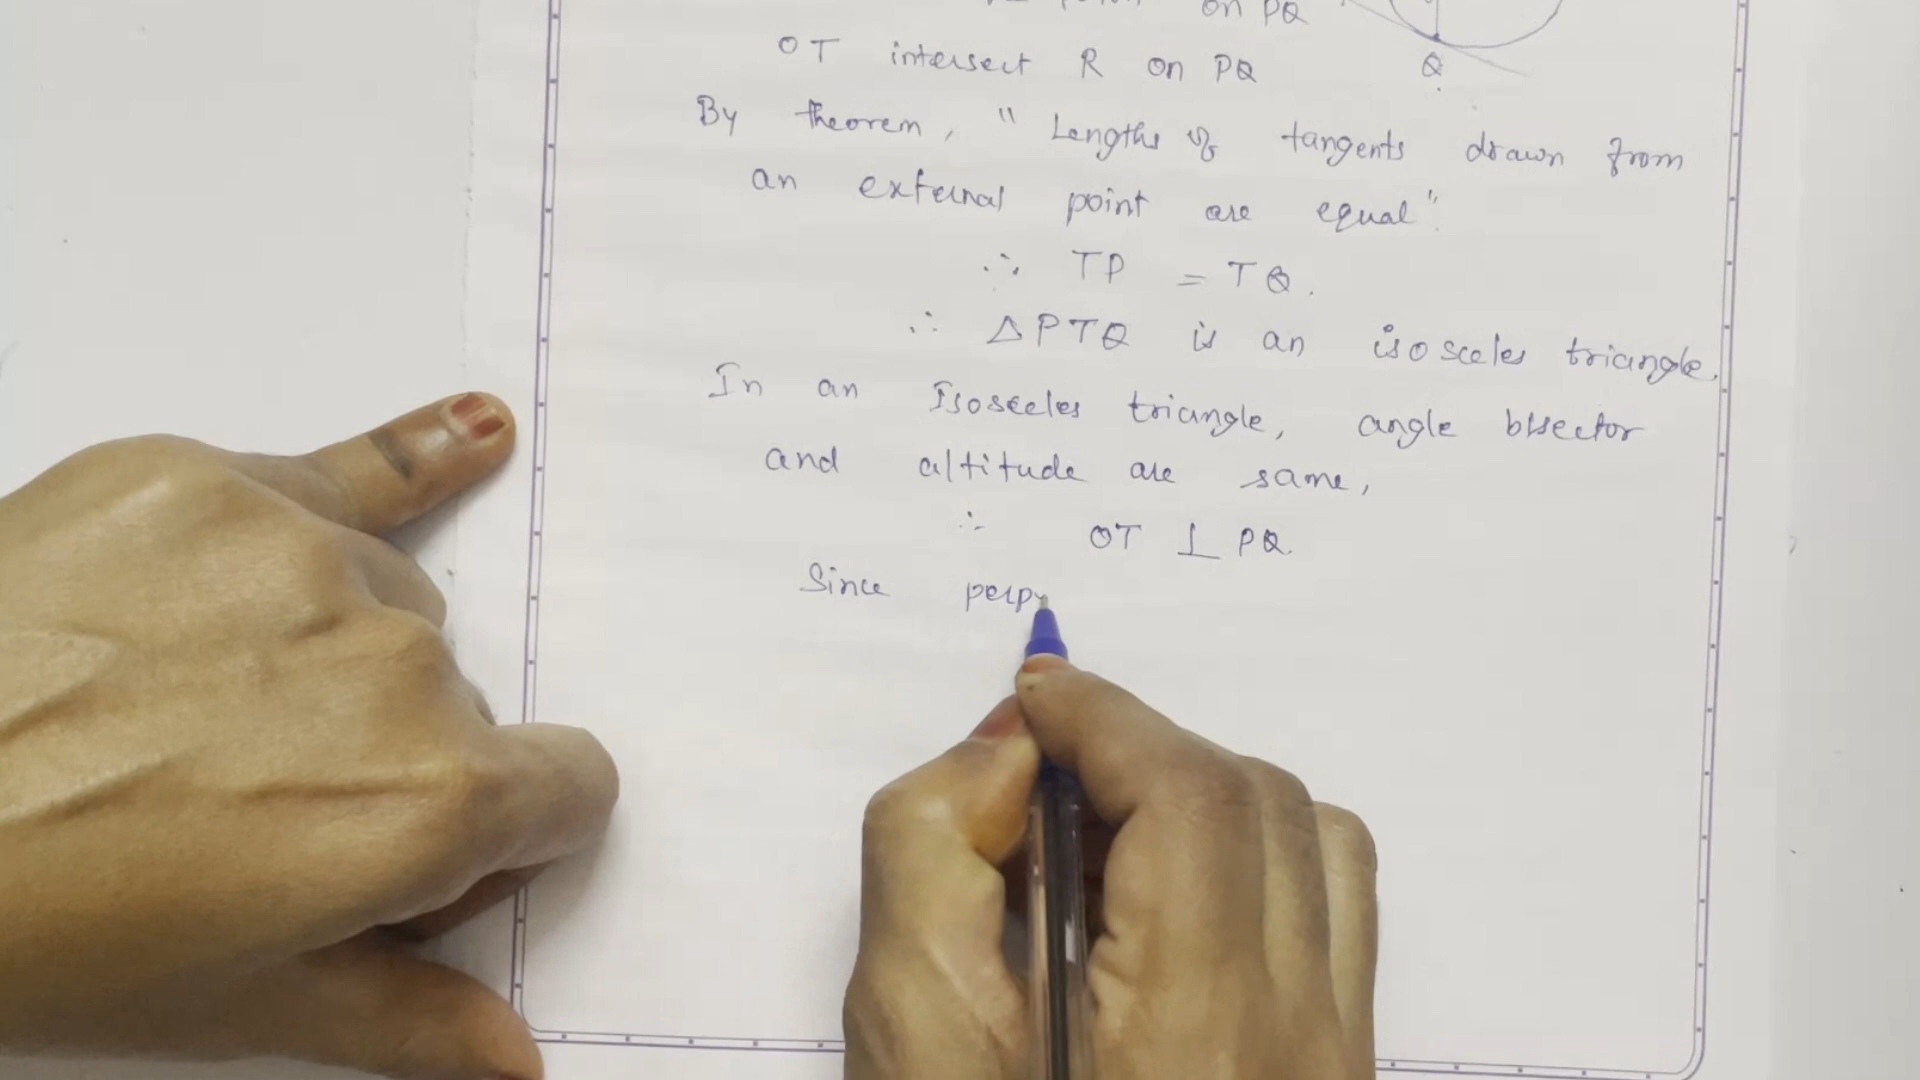 on PQ
OT intersect R on PQ
Q
By theorem, " Lengths of tangents drawn from
an external point are equal".
∴ TP = TQ.
∴ △PTQ is an isosceles triangle.
In an Isosceles triangle, angle bisector
and altitude are same,
∴ OT ⊥ PQ.
Since perp